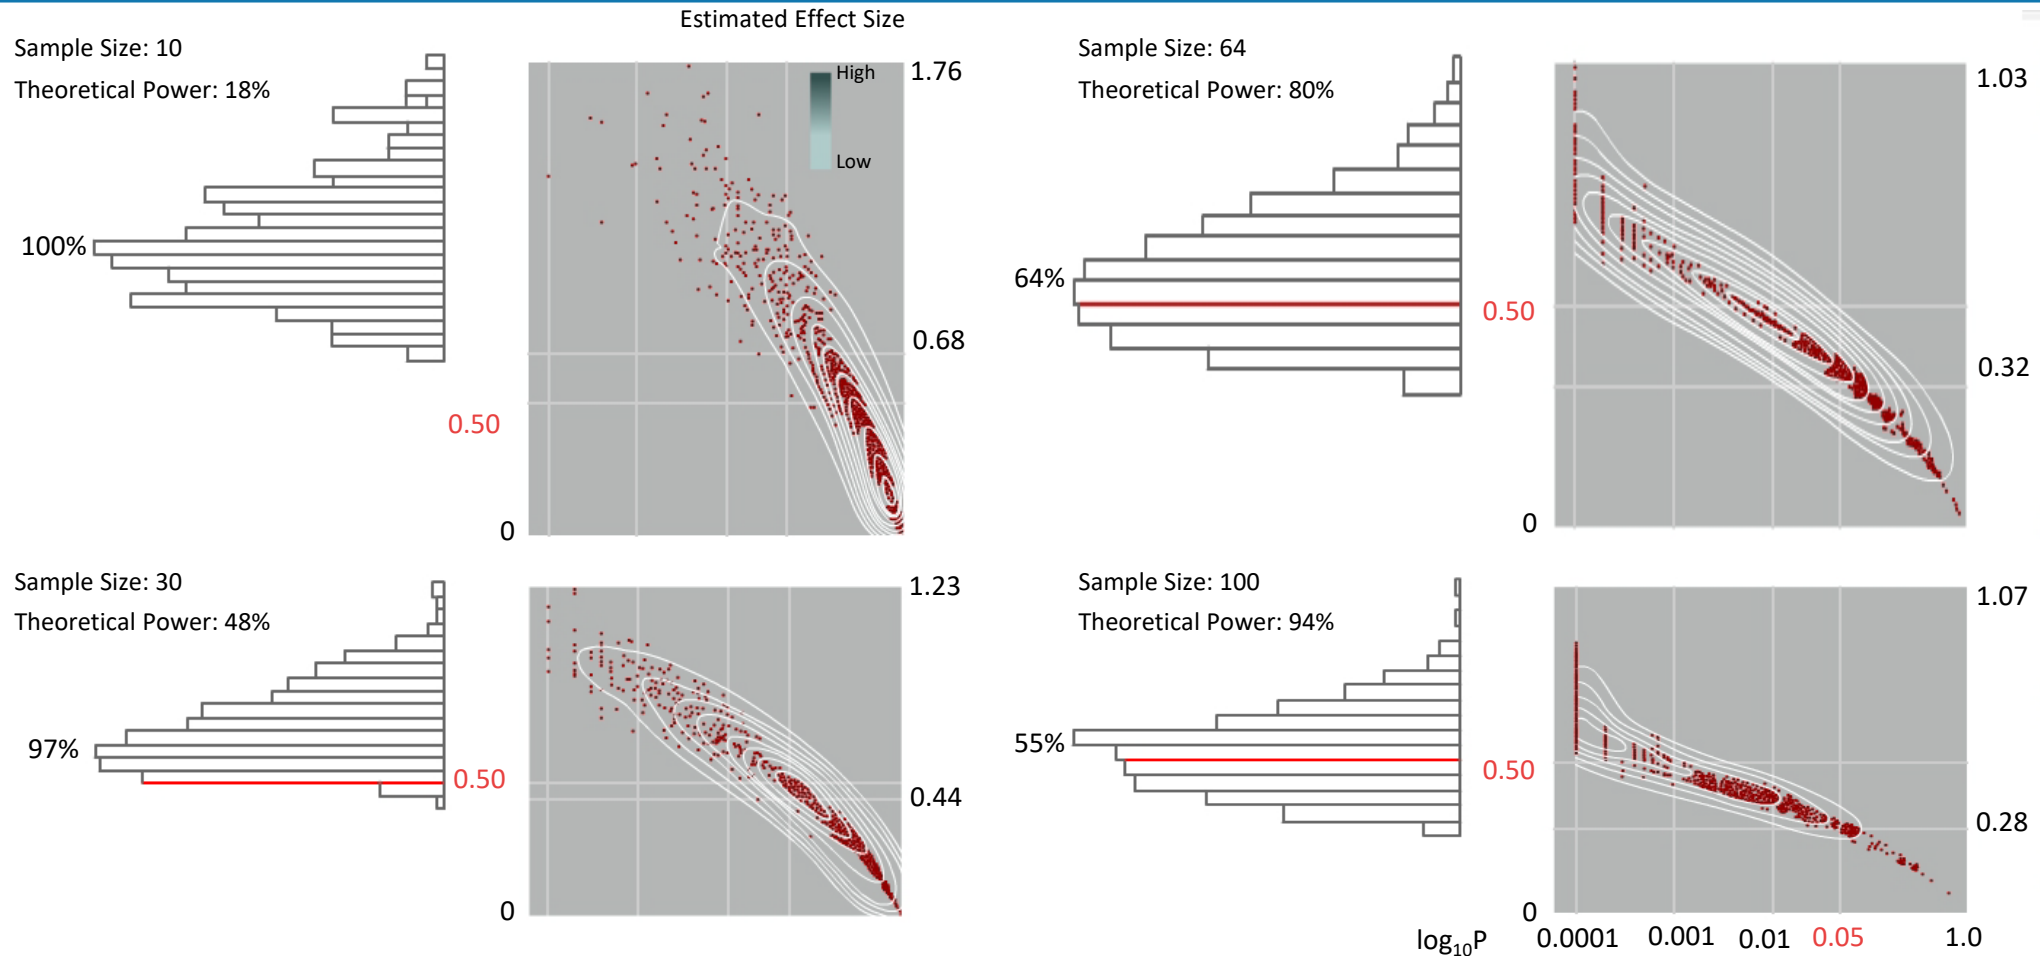 Estimated Effect Size
Sample Size: 10
Theoretical Power: 18%
100%
High
Low
1.76
0.68
0.50
0
Sample Size: 64
Theoretical Power: 80%
64%
1.03
0.50
0.32
0
Sample Size: 30
Theoretical Power: 48%
97%
1.23
0.50
0.44
0
Sample Size: 100
Theoretical Power: 94%
55%
1.07
0.50
0.28
0
log₁₀P 0.0001 0.001 0.01 0.05 1.0